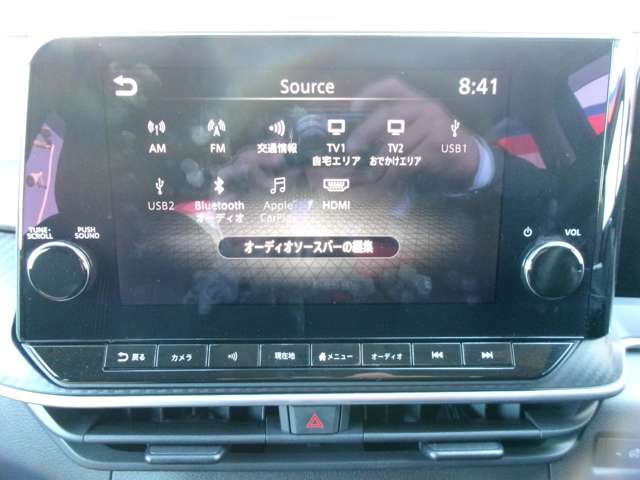 Source 8:41
AM FM 交通情報 TV1 TV2 USB1
自宅エリア おでかけエリア
USB2 Bluetooth Apple HDMI
オーディオ CarPlay
オーディオソースバーの編集
TUNE•
SCROLL
PUSH
SOUND
VOL
戻る カメラ 現在地 メニュー オーディオ